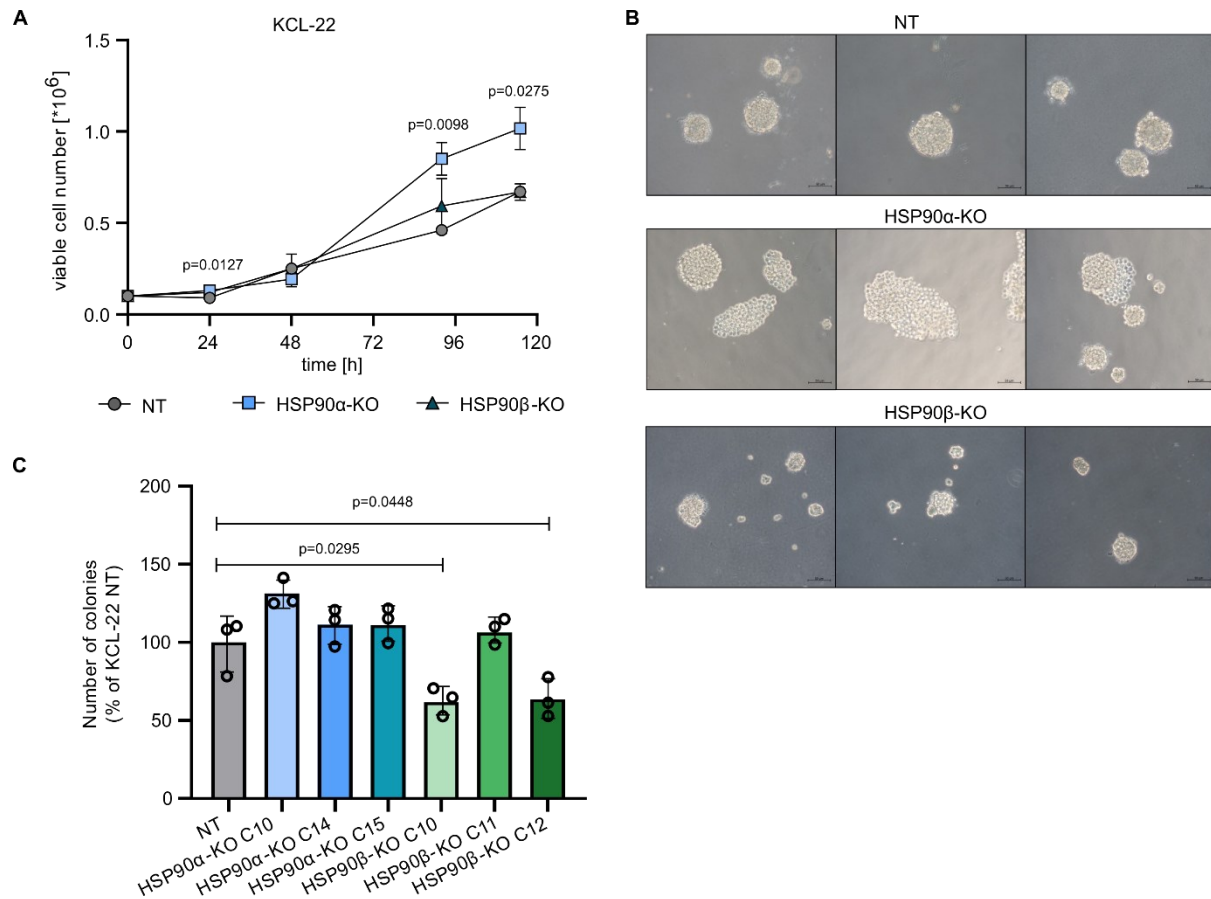 A
KCL-22
viable cell number [*10⁶]
1.5
1.0
0.5
0.0
p=0.0127
p=0.0098
p=0.0275
0
24
48
72
96
120
time [h]
NT
HSP90α-KO
HSP90β-KO
B
NT
HSP90α-KO
HSP90β-KO
C
Number of colonies
(% of KCL-22 NT)
200
150
100
50
0
p=0.0448
p=0.0295
NT
HSP90α-KO C10
HSP90α-KO C14
HSP90α-KO C15
HSP90β-KO C10
HSP90β-KO C11
HSP90β-KO C12